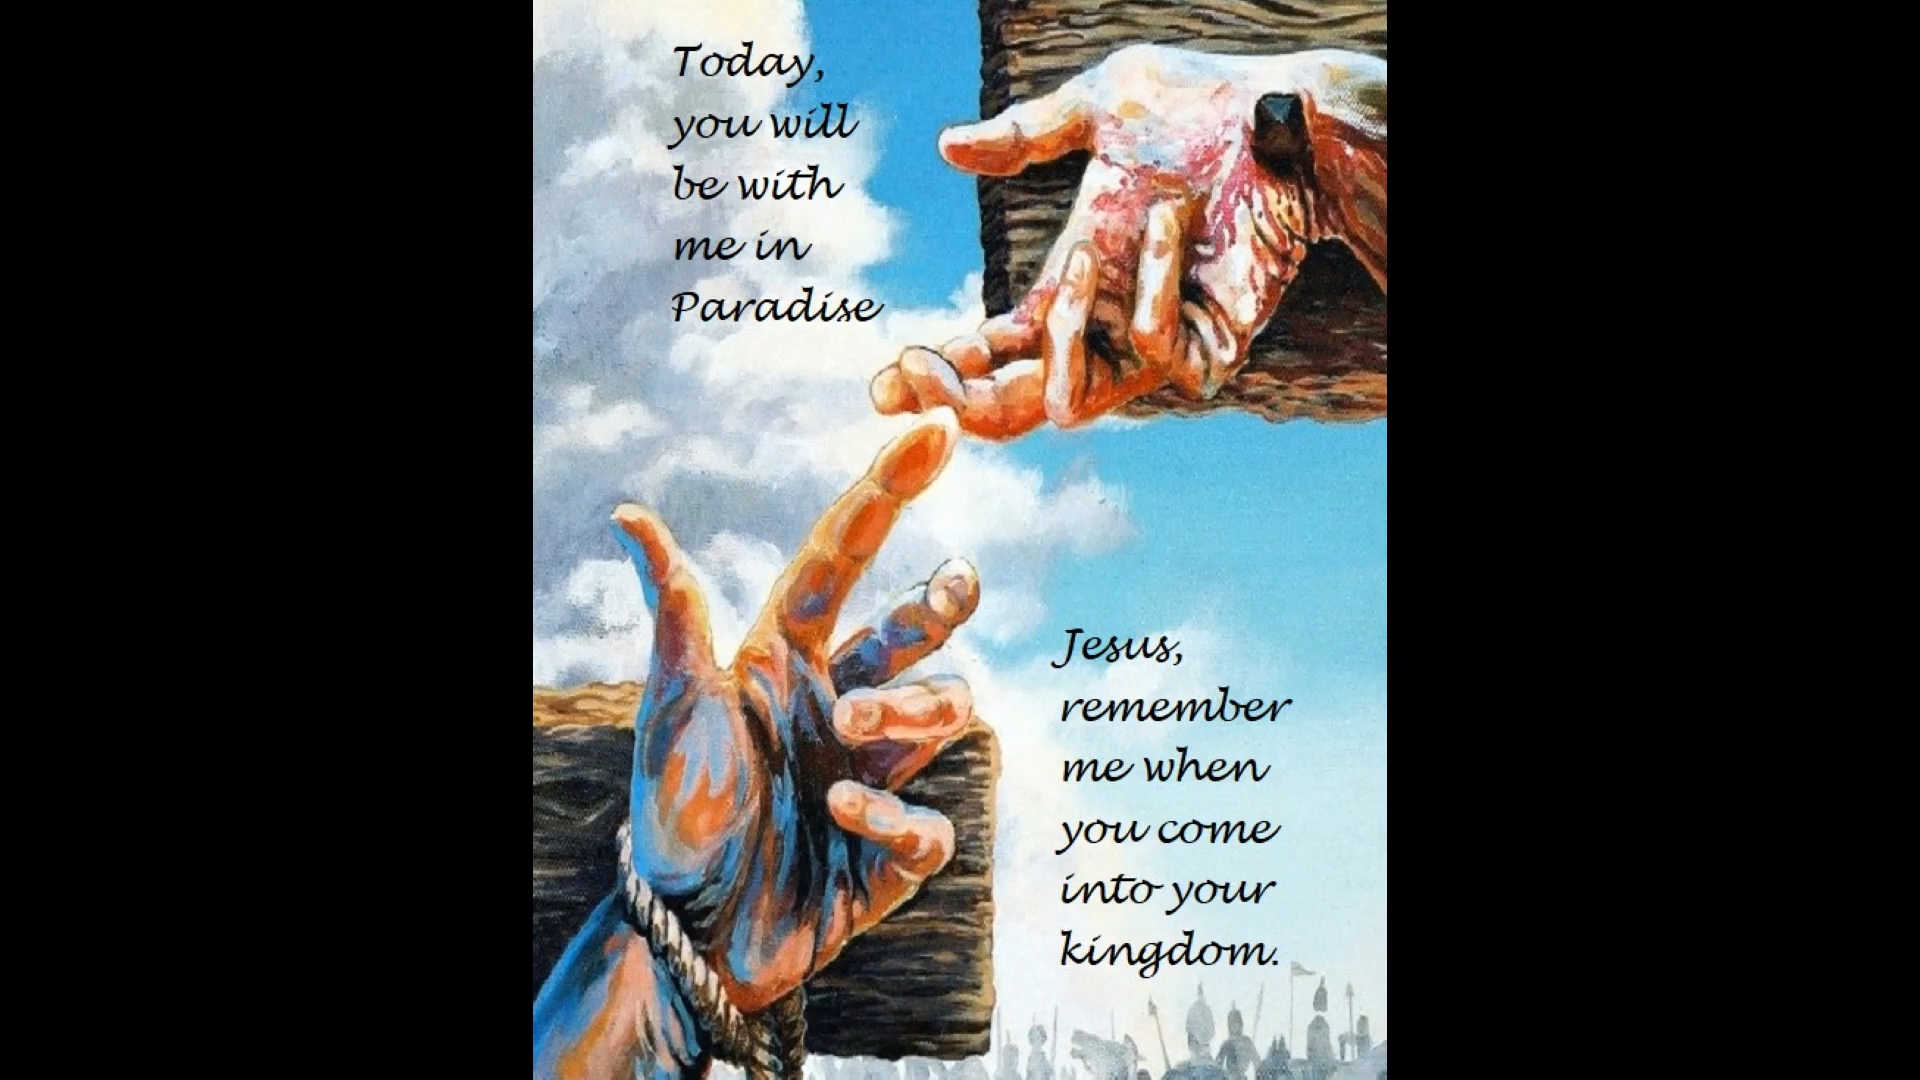 Today,
you will
be with
me in
Paradise
Jesus,
remember
me when
you come
into your
kingdom.